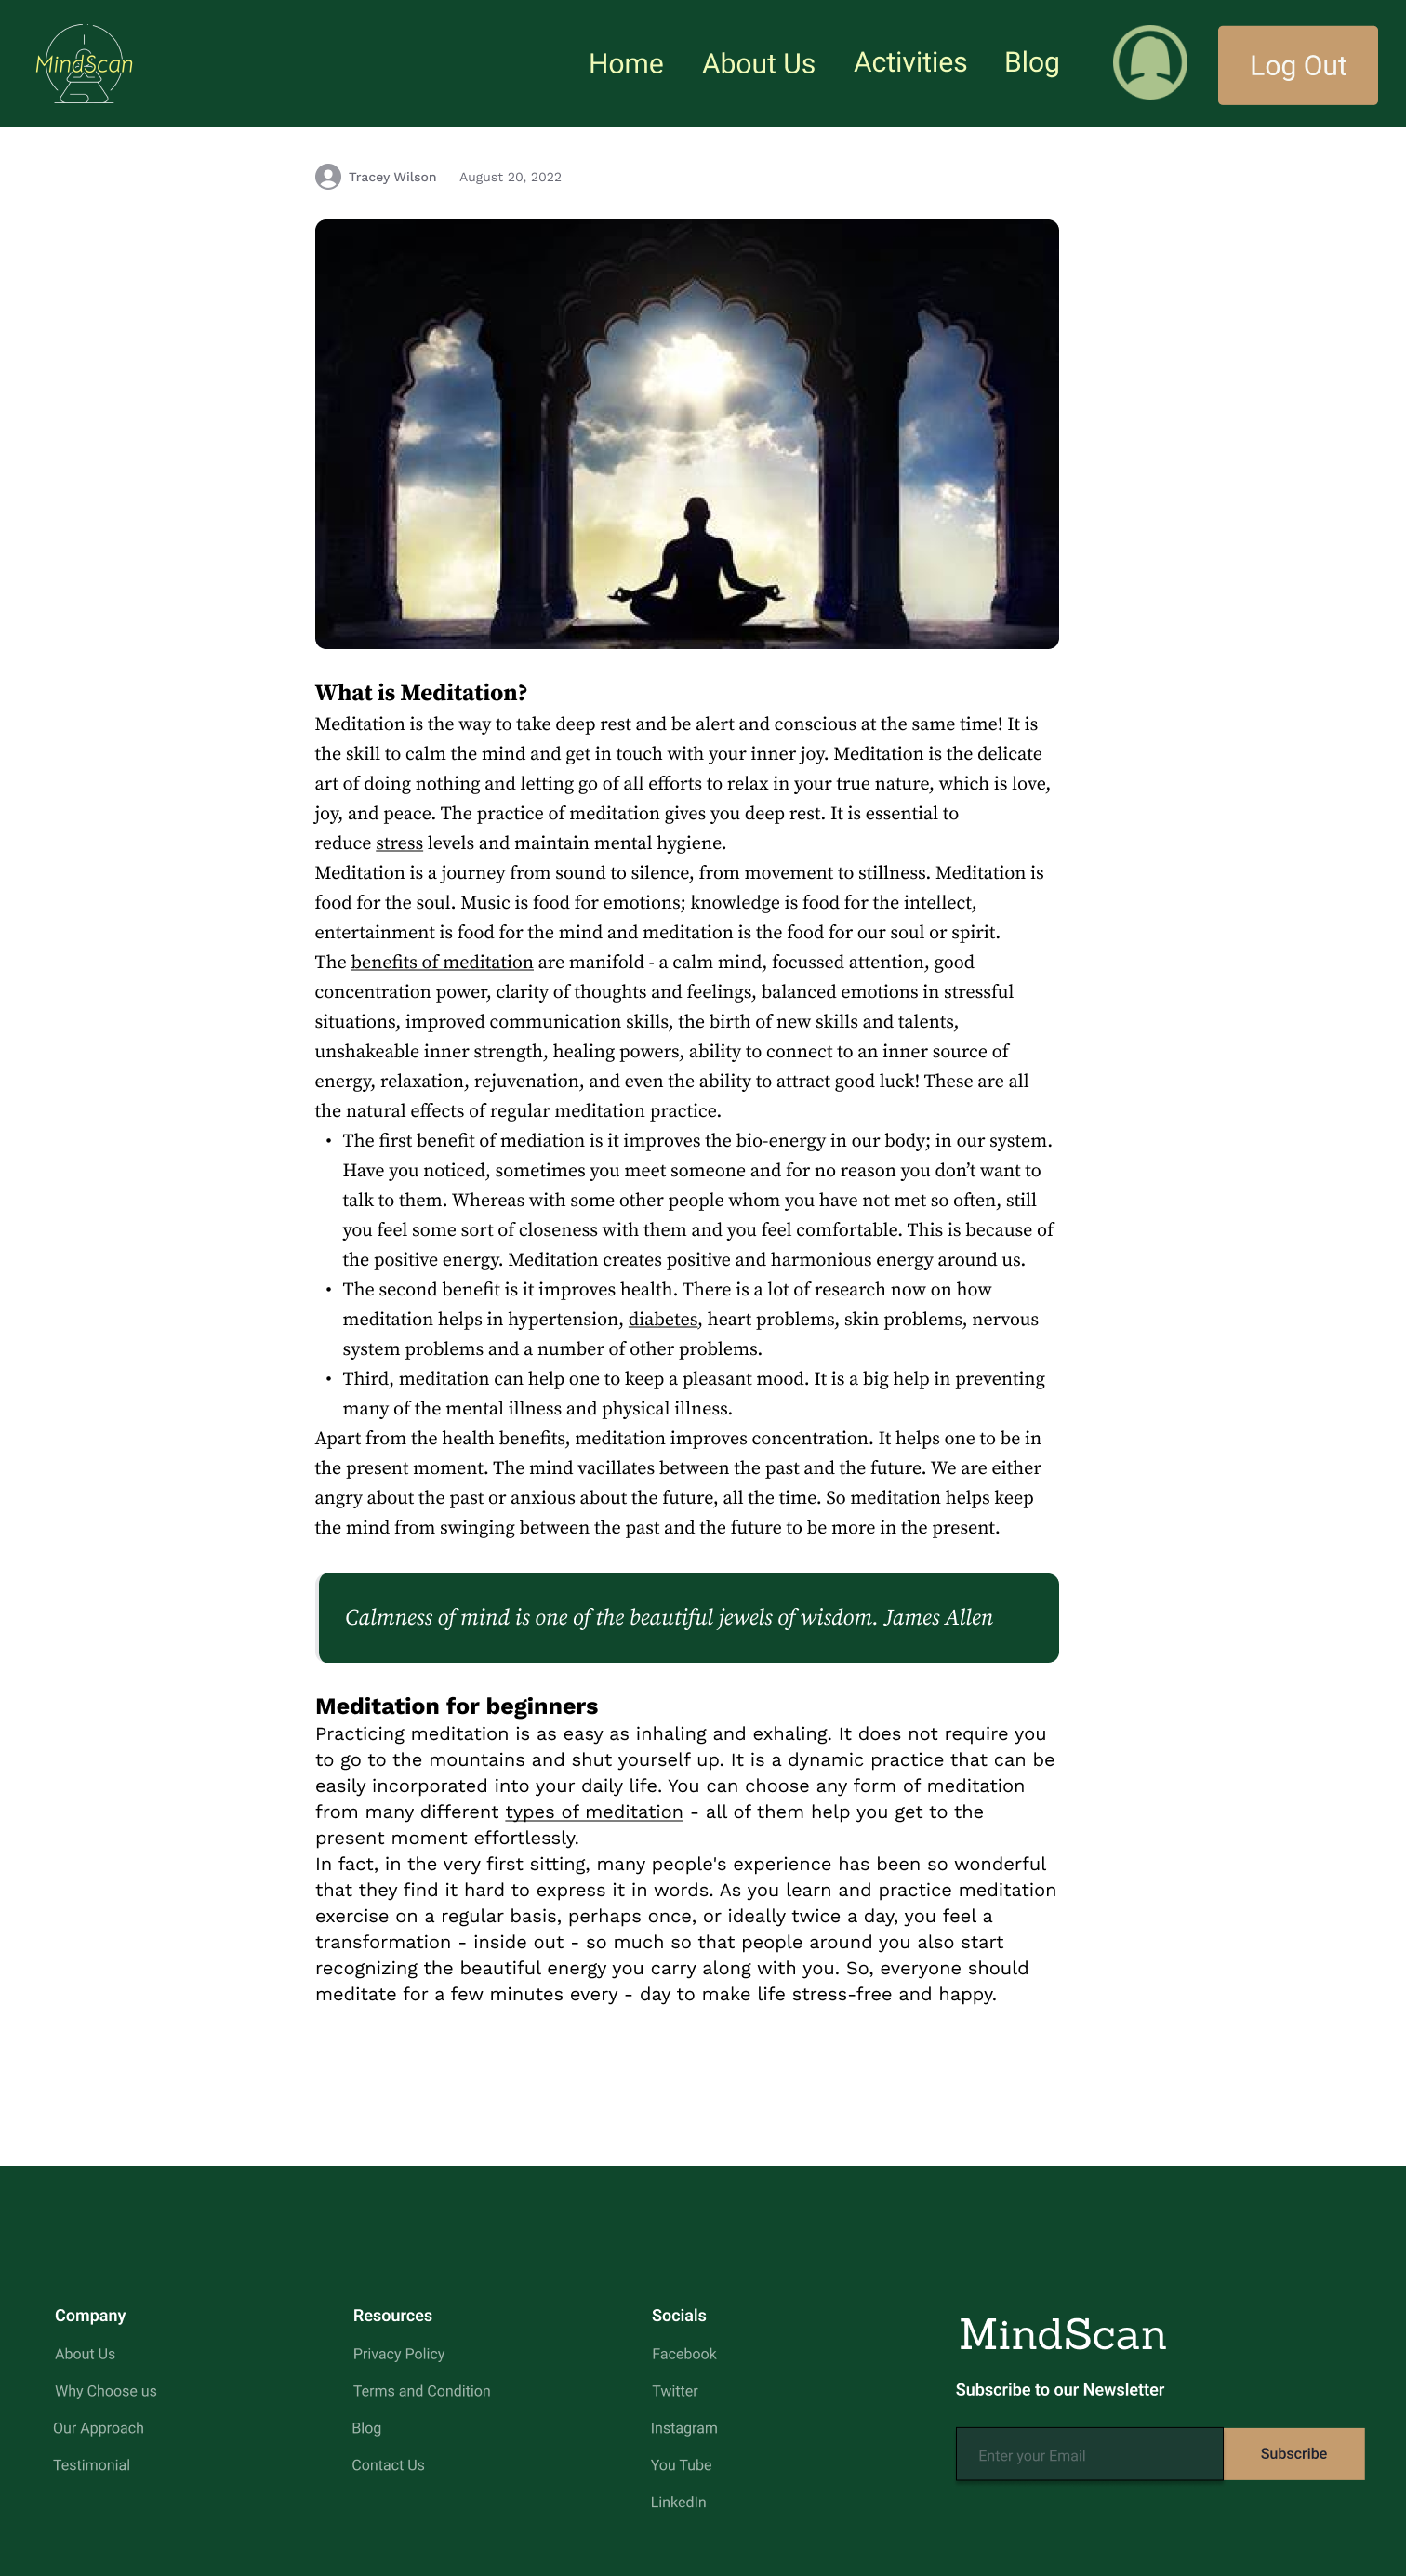 MindScan
Home About Us Activities Blog Log Out
Tracey Wilson August 20, 2022
What is Meditation?
Meditation is the way to take deep rest and be alert and conscious at the same time! It is
the skill to calm the mind and get in touch with your inner joy. Meditation is the delicate
art of doing nothing and letting go of all efforts to relax in your true nature, which is love,
joy, and peace. The practice of meditation gives you deep rest. It is essential to
reduce stress levels and maintain mental hygiene.
Meditation is a journey from sound to silence, from movement to stillness. Meditation is
food for the soul. Music is food for emotions; knowledge is food for the intellect,
entertainment is food for the mind and meditation is the food for our soul or spirit.
The benefits of meditation are manifold - a calm mind, focussed attention, good
concentration power, clarity of thoughts and feelings, balanced emotions in stressful
situations, improved communication skills, the birth of new skills and talents,
unshakeable inner strength, healing powers, ability to connect to an inner source of
energy, relaxation, rejuvenation, and even the ability to attract good luck! These are all
the natural effects of regular meditation practice.
• The first benefit of mediation is it improves the bio-energy in our body; in our system.
Have you noticed, sometimes you meet someone and for no reason you don’t want to
talk to them. Whereas with some other people whom you have not met so often, still
you feel some sort of closeness with them and you feel comfortable. This is because of
the positive energy. Meditation creates positive and harmonious energy around us.
• The second benefit is it improves health. There is a lot of research now on how
meditation helps in hypertension, diabetes, heart problems, skin problems, nervous
system problems and a number of other problems.
• Third, meditation can help one to keep a pleasant mood. It is a big help in preventing
many of the mental illness and physical illness.
Apart from the health benefits, meditation improves concentration. It helps one to be in
the present moment. The mind vacillates between the past and the future. We are either
angry about the past or anxious about the future, all the time. So meditation helps keep
the mind from swinging between the past and the future to be more in the present.
Calmness of mind is one of the beautiful jewels of wisdom. James Allen
Meditation for beginners
Practicing meditation is as easy as inhaling and exhaling. It does not require you
to go to the mountains and shut yourself up. It is a dynamic practice that can be
easily incorporated into your daily life. You can choose any form of meditation
from many different types of meditation - all of them help you get to the
present moment effortlessly.
In fact, in the very first sitting, many people's experience has been so wonderful
that they find it hard to express it in words. As you learn and practice meditation
exercise on a regular basis, perhaps once, or ideally twice a day, you feel a
transformation - inside out - so much so that people around you also start
recognizing the beautiful energy you carry along with you. So, everyone should
meditate for a few minutes every - day to make life stress-free and happy.
Company
About Us
Why Choose us
Our Approach
Testimonial
Resources
Privacy Policy
Terms and Condition
Blog
Contact Us
Socials
Facebook
Twitter
Instagram
You Tube
LinkedIn
MindScan
Subscribe to our Newsletter
Enter your Email Subscribe